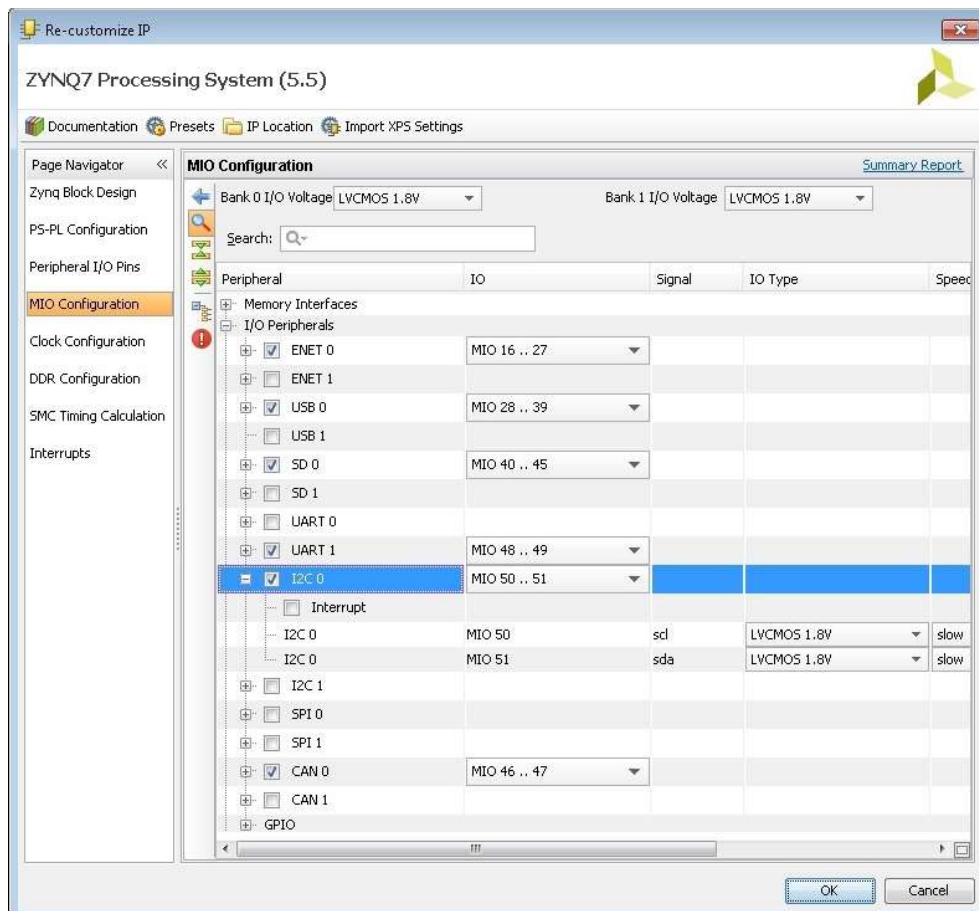 Re-customize IP
ZYNQ7 Processing System (5.5)
Documentation Presets IP Location Import XPS Settings
Page Navigator «
Zynq Block Design
PS-PL Configuration
Peripheral I/O Pins
MIO Configuration
Clock Configuration
DDR Configuration
SMC Timing Calculation
Interrupts
MIO Configuration Summary Report
Bank 0 I/O Voltage LVCMOS 1.8V Bank 1 I/O Voltage LVCMOS 1.8V
Search:
Peripheral IO Signal IO Type Speed
Memory Interfaces
I/O Peripherals
ENET 0 MIO 16 .. 27
ENET 1
USB 0 MIO 28 .. 39
USB 1
SD 0 MIO 40 .. 45
SD 1
UART 0
UART 1 MIO 48 .. 49
I2C 0 MIO 50 .. 51
Interrupt
I2C 0 MIO 50 scl LVCMOS 1.8V slow
I2C 0 MIO 51 sda LVCMOS 1.8V slow
I2C 1
SPI 0
SPI 1
CAN 0 MIO 46 .. 47
CAN 1
GPIO
OK Cancel